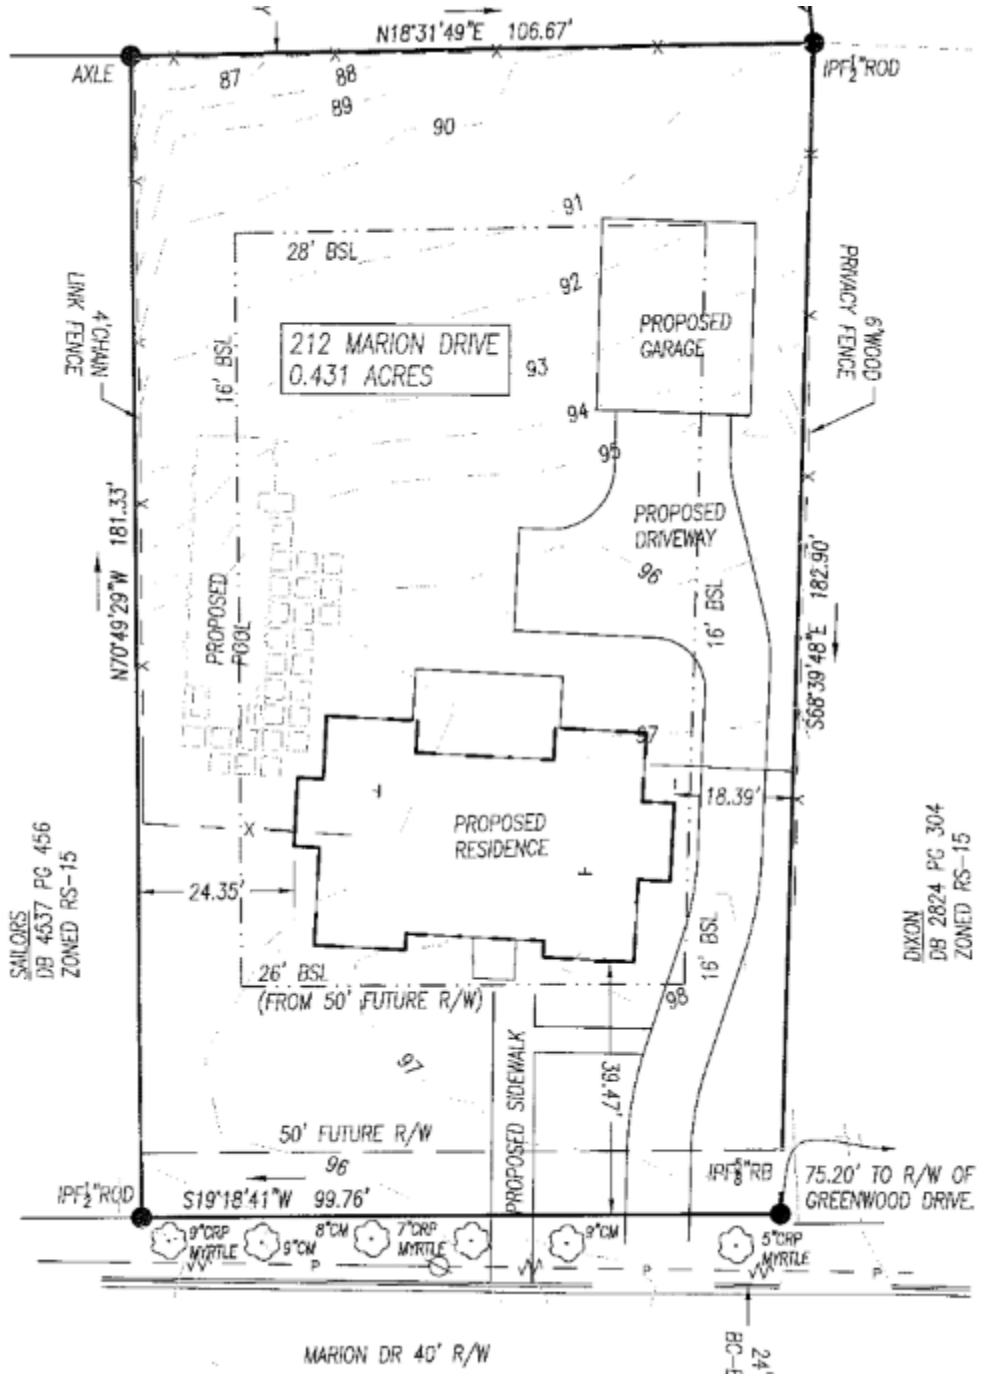 N18°31'49"E 106.67'
AXLE
IPF½"ROD
87
88
89
90
91
28' BSL
92
16' BSL
212 MARION DRIVE
0.431 ACRES
93
PROPOSED
GARAGE
4'CHAIN
LINK FENCE
6'WOOD
PRIVACY FENCE
94
95
N70°49'29"W 181.33'
PROPOSED
DRIVEWAY
96
16' BSL
S68°39'48"E 182.90'
PROPOSED
POOL
97
18.39'
PROPOSED
RESIDENCE
24.35'
SAILORS
DB 4537 PG 456
ZONED RS-15
DIXON
DB 2824 PG 304
ZONED RS-15
16' BSL
26' BSL
(FROM 50' FUTURE R/W)
98
97
PROPOSED SIDEWALK
39.47'
50' FUTURE R/W
96
IPF½"ROD
S19°18'41"W 99.76'
IPF⅝"RB
75.20' TO R/W OF
GREENWOOD DRIVE.
9"CRP
MYRTLE
9"CM
8"CM
7"CRP
MYRTLE
9"CM
5"CRP
MYRTLE
P
P
P
MARION DR 40' R/W
24'